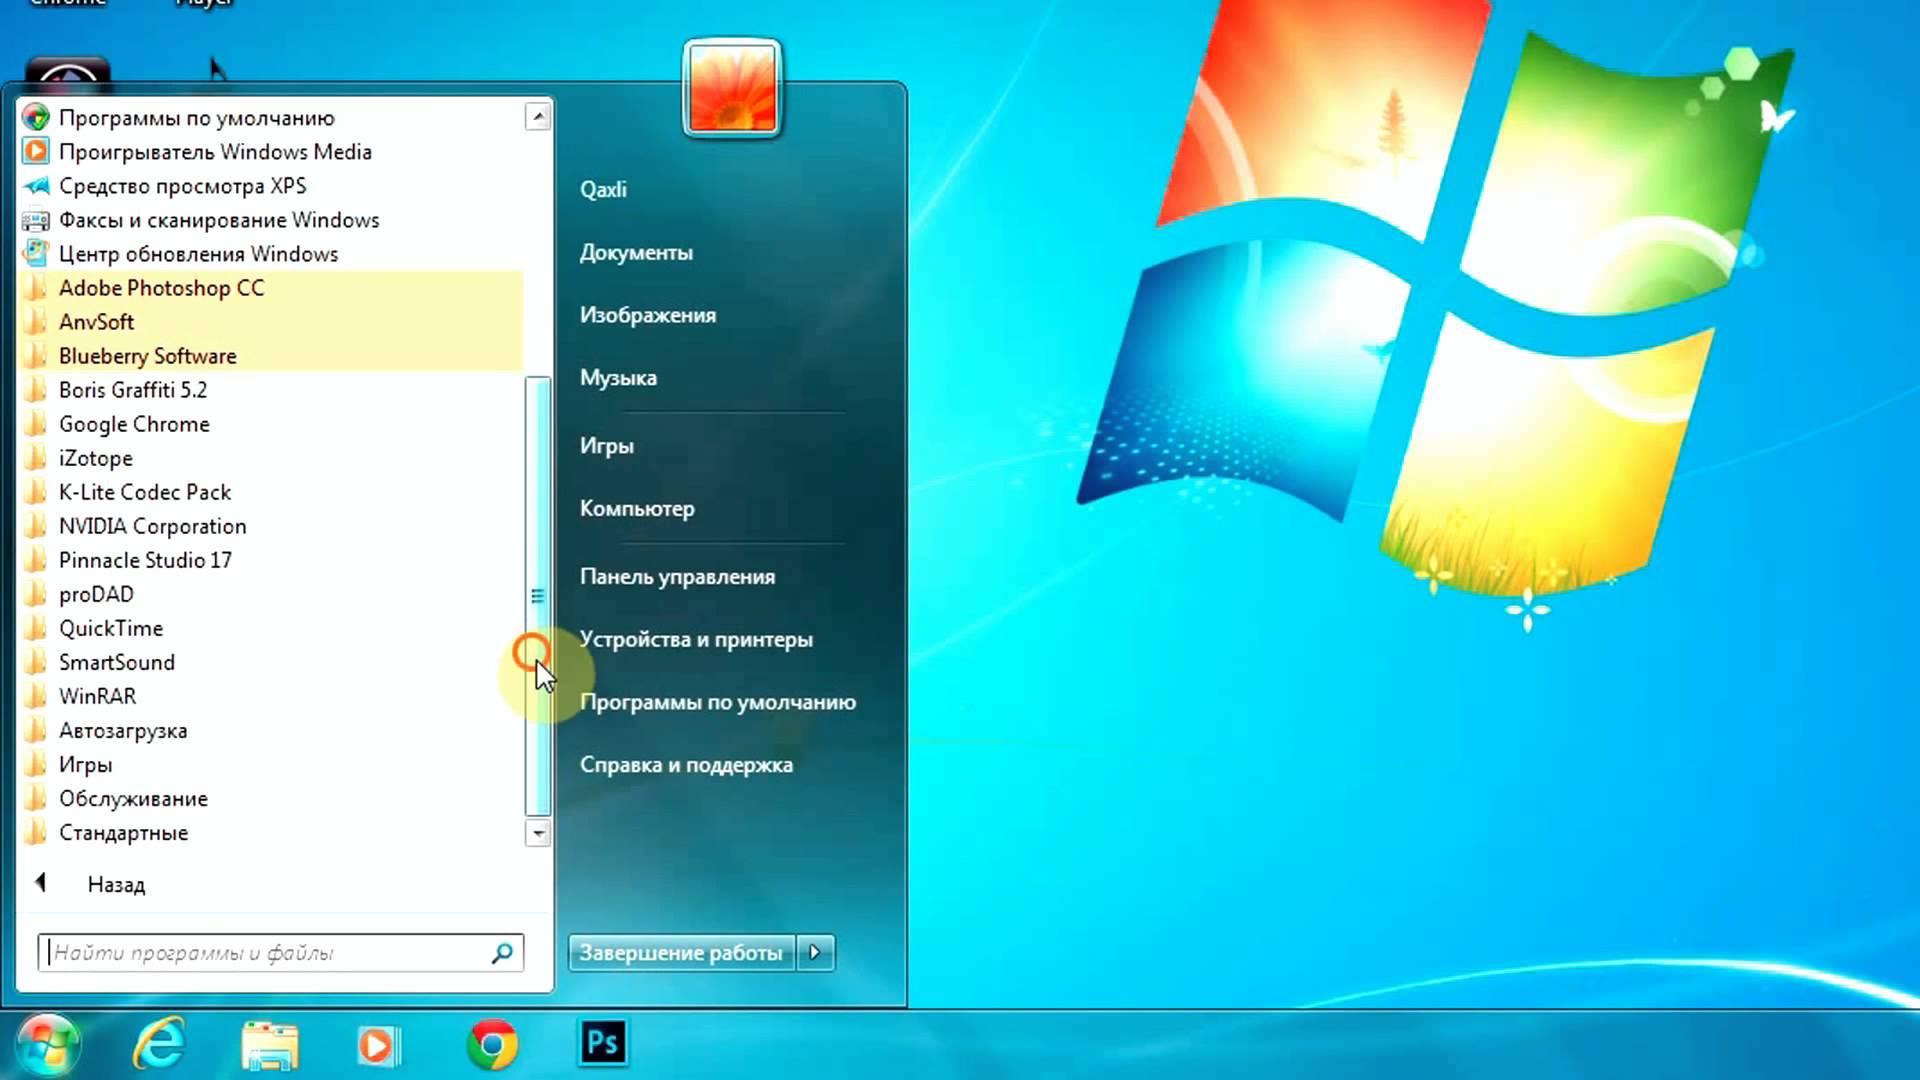 Chrome
Player
Программы по умолчанию
Проигрыватель Windows Media
Средство просмотра XPS
Факсы и сканирование Windows
Центр обновления Windows
Adobe Photoshop CC
AnvSoft
Blueberry Software
Boris Graffiti 5.2
Google Chrome
iZotope
K-Lite Codec Pack
NVIDIA Corporation
Pinnacle Studio 17
proDAD
QuickTime
SmartSound
WinRAR
Автозагрузка
Игры
Обслуживание
Стандартные
Назад
Найти программы и файлы
Qaxli
Документы
Изображения
Музыка
Игры
Компьютер
Панель управления
Устройства и принтеры
Программы по умолчанию
Справка и поддержка
Завершение работы
Ps